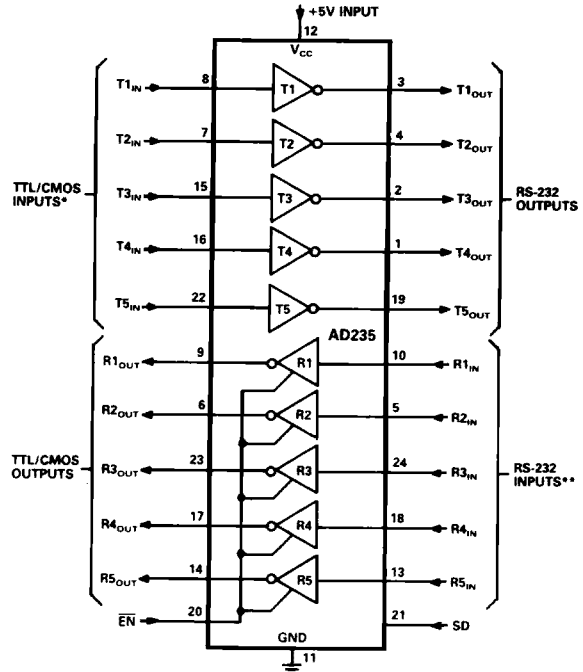 +5V INPUT
12
VCC
T1IN 8 T1 3 T1OUT
T2IN 7 T2 4 T2OUT
TTL/CMOS
INPUTS*
T3IN 15 T3 2 T3OUT
RS-232
OUTPUTS
T4IN 16 T4 1 T4OUT
T5IN 22 T5 19 T5OUT
AD235
R1OUT 9 R1 10 R1IN
R2OUT 6 R2 5 R2IN
TTL/CMOS
OUTPUTS
R3OUT 23 R3 24 R3IN
RS-232
INPUTS**
R4OUT 17 R4 18 R4IN
R5OUT 14 R5 13 R5IN
EN 20 21 SD
GND
11